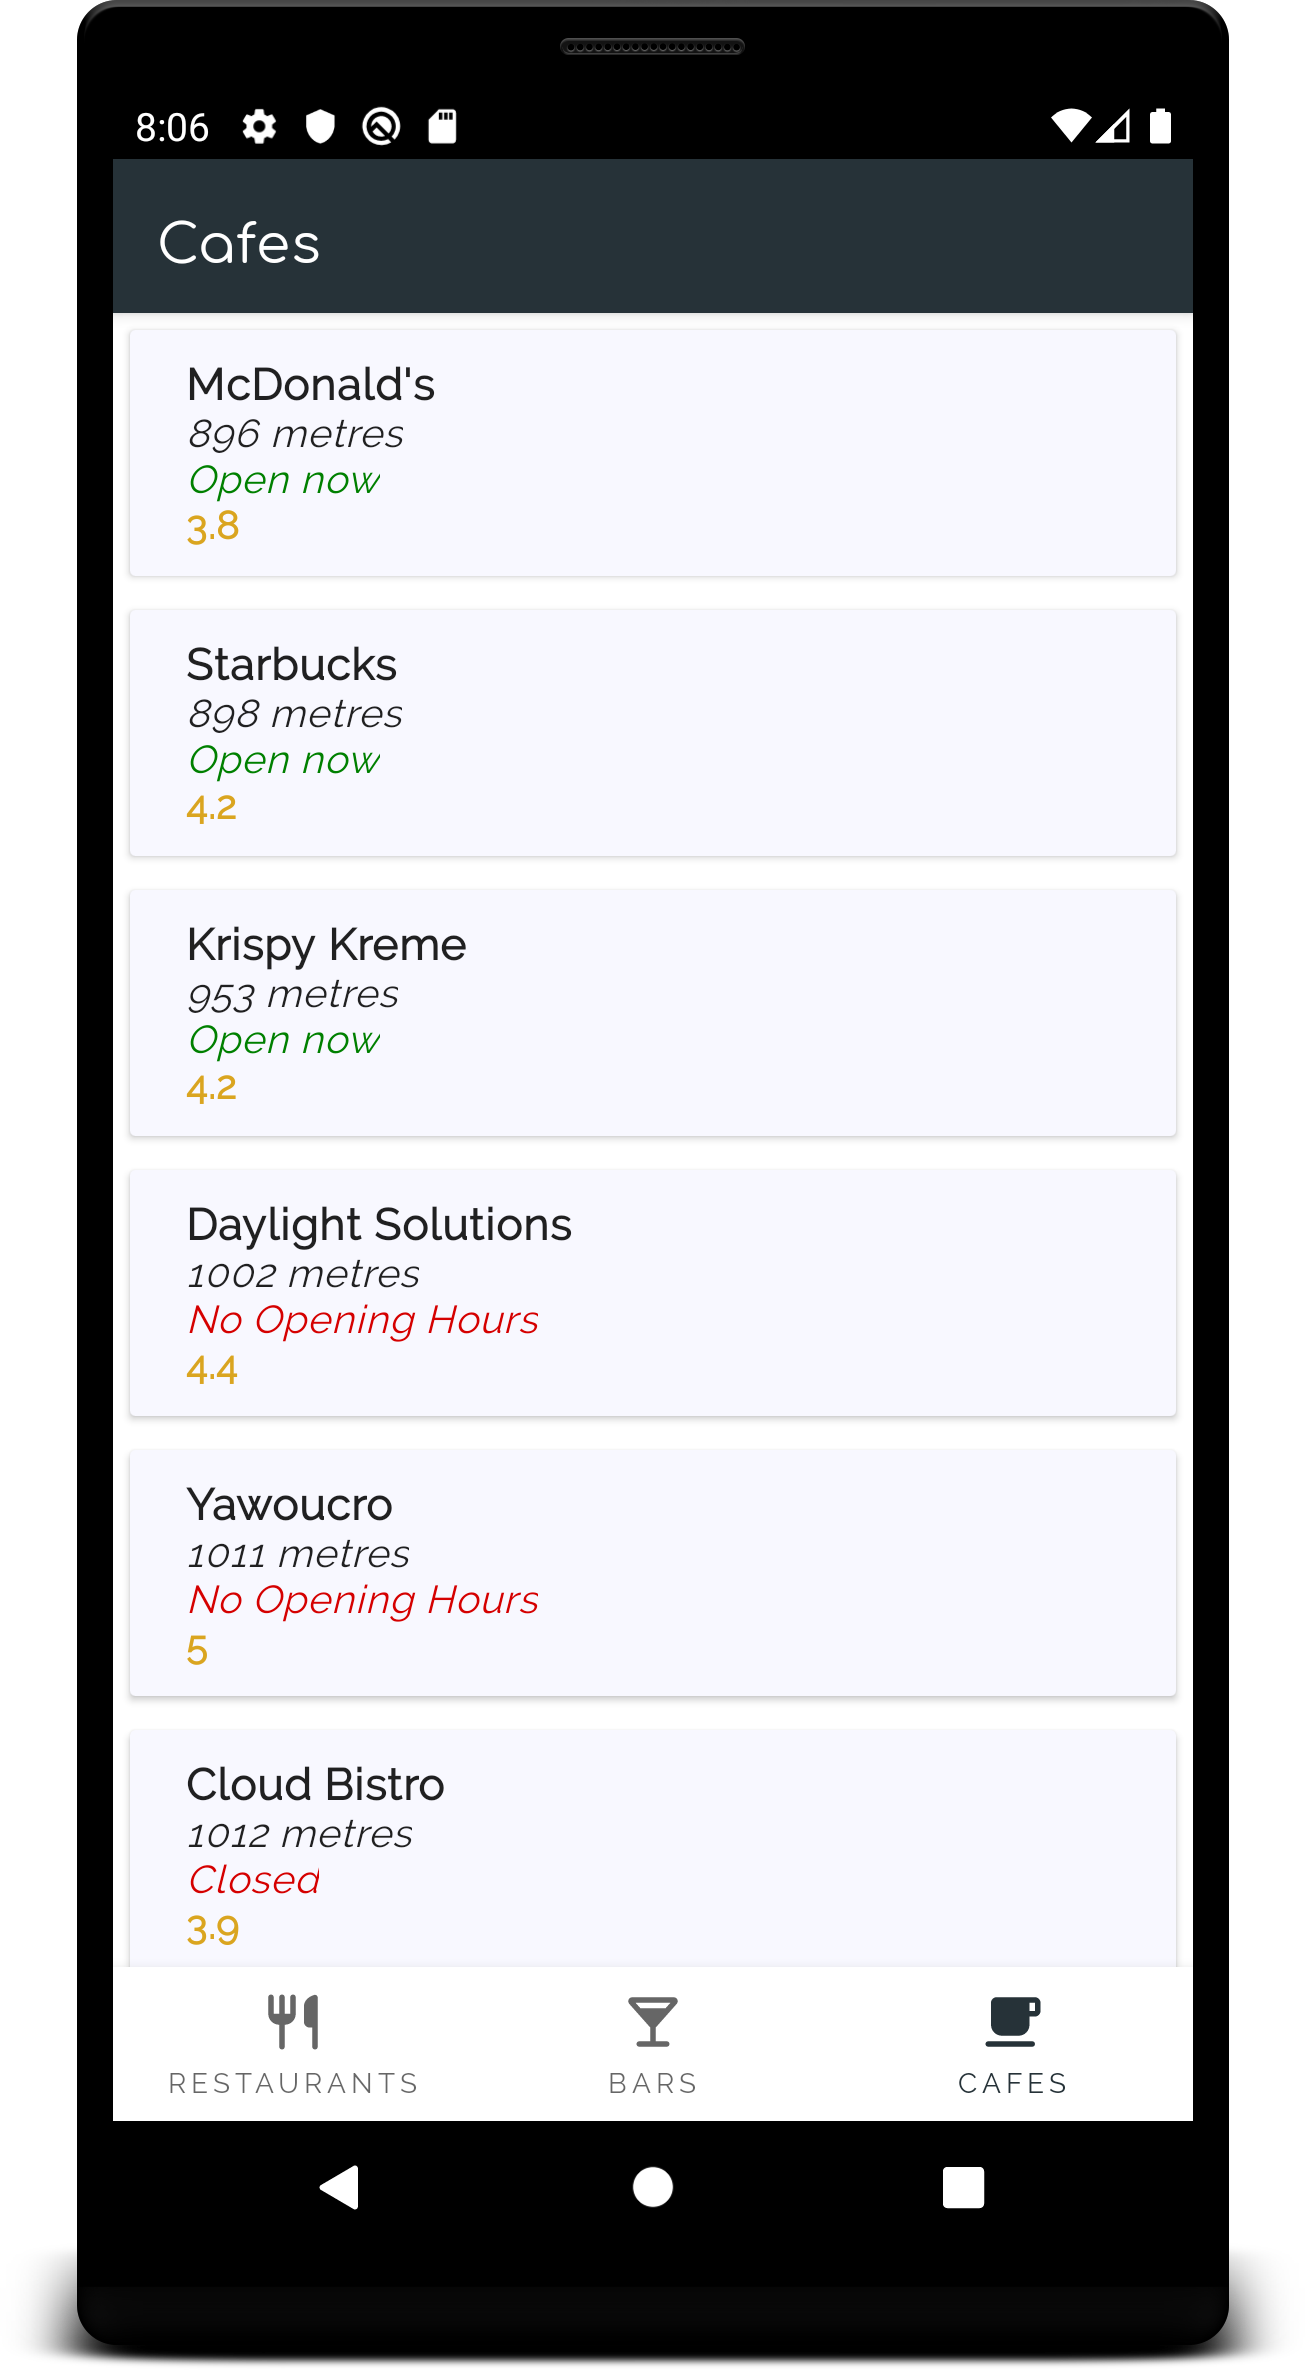 8:06
Cafes
McDonald's
896 metres
Open now
3.8
Starbucks
898 metres
Open now
4.2
Krispy Kreme
953 metres
Open now
4.2
Daylight Solutions
1002 metres
No Opening Hours
4.4
Yawoucro
1011 metres
No Opening Hours
5
Cloud Bistro
1012 metres
Closed
3.9
RESTAURANTS
BARS
CAFES